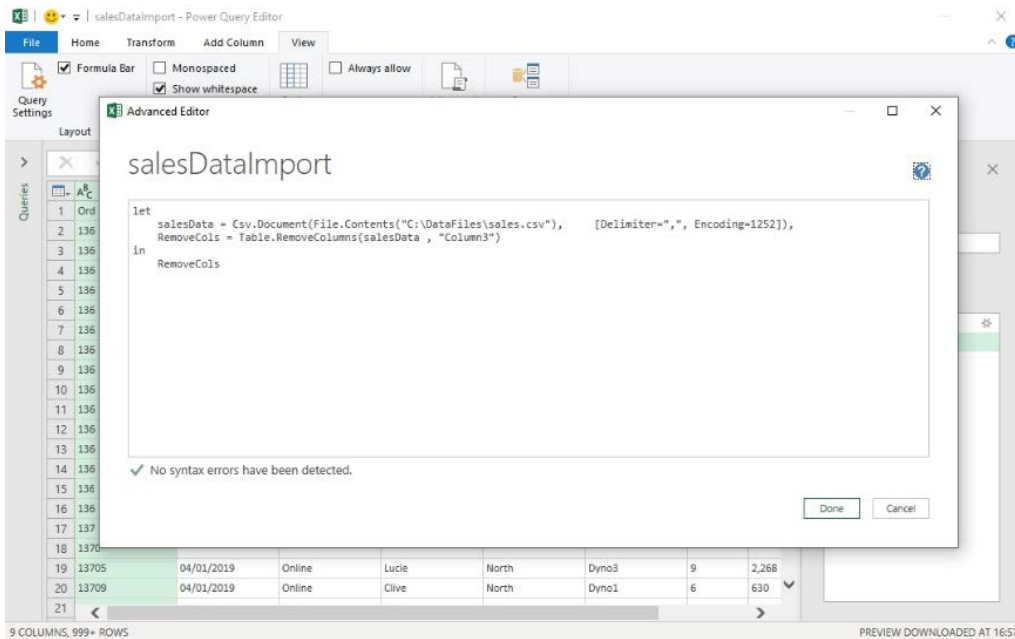 salesDataImport - Power Query Editor
File Home Transform Add Column View
Formula Bar Monospaced Always allow
Show whitespace
Query
Settings
Layout
Advanced Editor
salesDataImport
Queries
let
salesData = Csv.Document(File.Contents("C:\DataFiles\sales.csv"), [Delimiter=",", Encoding=1252]),
RemoveCols = Table.RemoveColumns(salesData , "Column3")
in
RemoveCols
ABC
1 Ord
2 136
3 136
4 136
5 136
6 136
7 136
8 136
9 136
10 136
11 136
12 136
13 136
14 136
15 136
16 136
17 137
18 1370
No syntax errors have been detected.
Done Cancel
19 13705 04/01/2019 Online Lucie North Dyno3 9 2,268
20 13709 04/01/2019 Online Clive North Dyno1 6 630
21
9 COLUMNS, 999+ ROWS PREVIEW DOWNLOADED AT 16:57